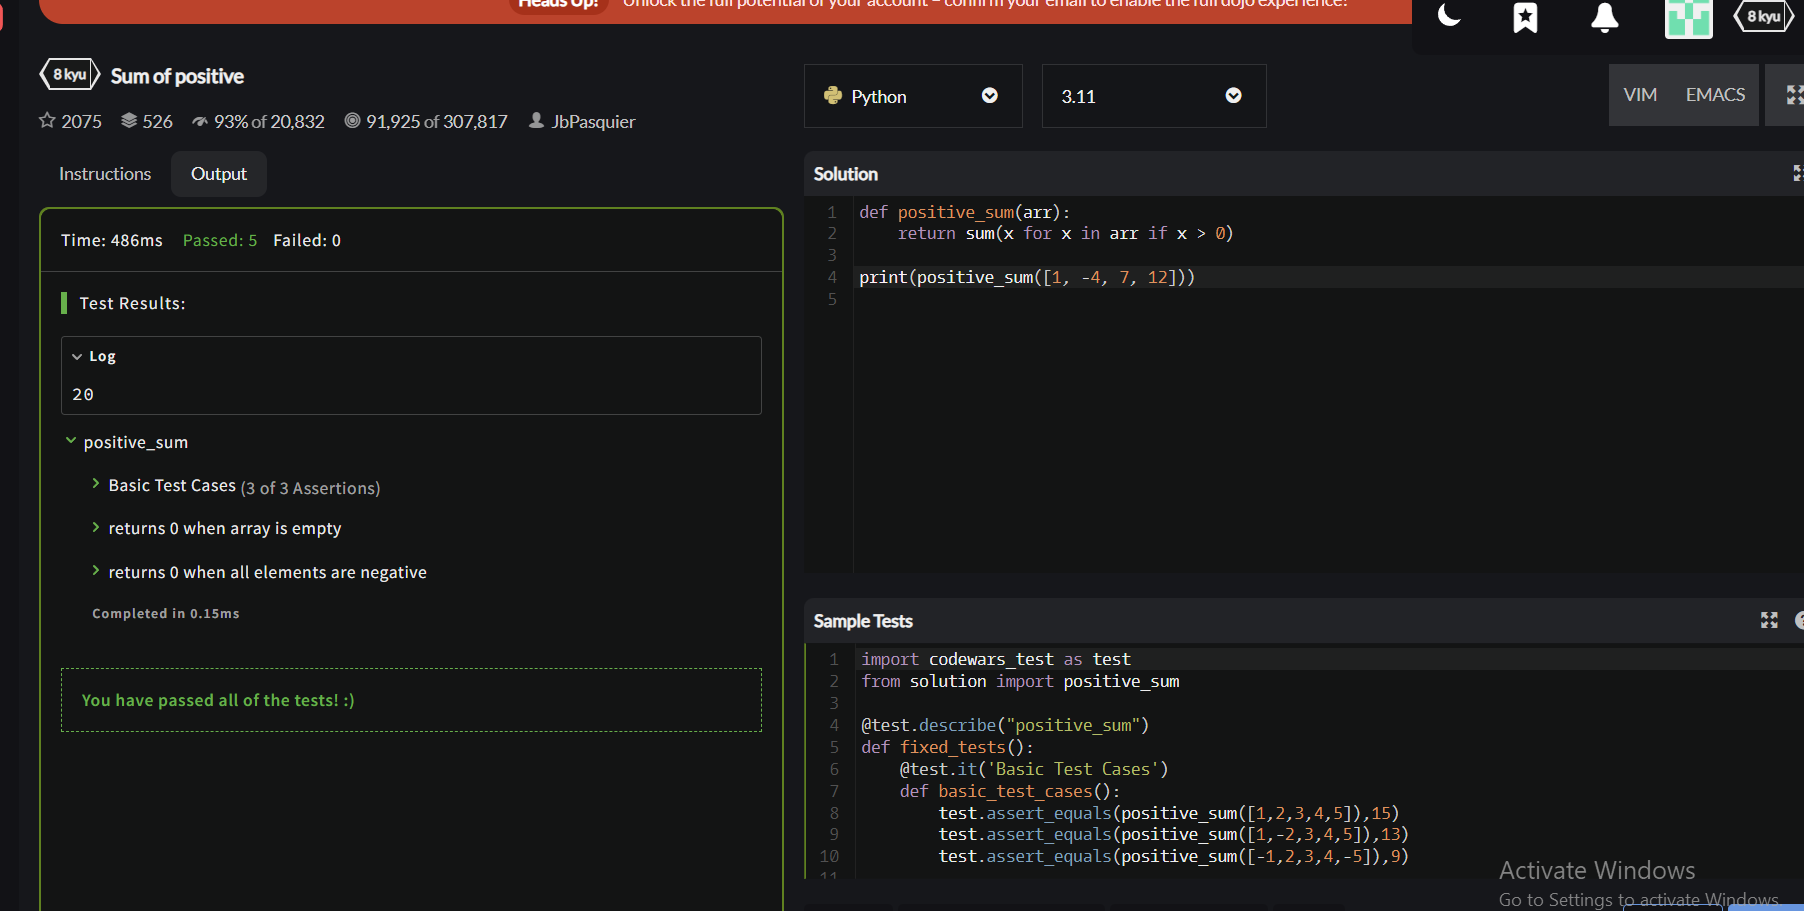 Heads Up! Unlock the full potential of your account – confirm your email to enable the full dojo experience!
8 kyu
8 kyu Sum of positive
2075 526 93% of 20,832 91,925 of 307,817 JbPasquier
Python
3.11
VIM EMACS
Instructions Output
Time: 486ms Passed: 5 Failed: 0
Test Results:
Log
20
positive_sum
Basic Test Cases (3 of 3 Assertions)
returns 0 when array is empty
returns 0 when all elements are negative
Completed in 0.15ms
You have passed all of the tests! :)
Solution
1 def positive_sum(arr):
2 return sum(x for x in arr if x > 0)
3
4 print(positive_sum([1, -4, 7, 12]))
5
Sample Tests
1 import codewars_test as test
2 from solution import positive_sum
3
4 @test.describe("positive_sum")
5 def fixed_tests():
6 @test.it('Basic Test Cases')
7 def basic_test_cases():
8 test.assert_equals(positive_sum([1,2,3,4,5]),15)
9 test.assert_equals(positive_sum([1,-2,3,4,5]),13)
10 test.assert_equals(positive_sum([-1,2,3,4,-5]),9)
11
Activate Windows
Go to Settings to activate Windows.